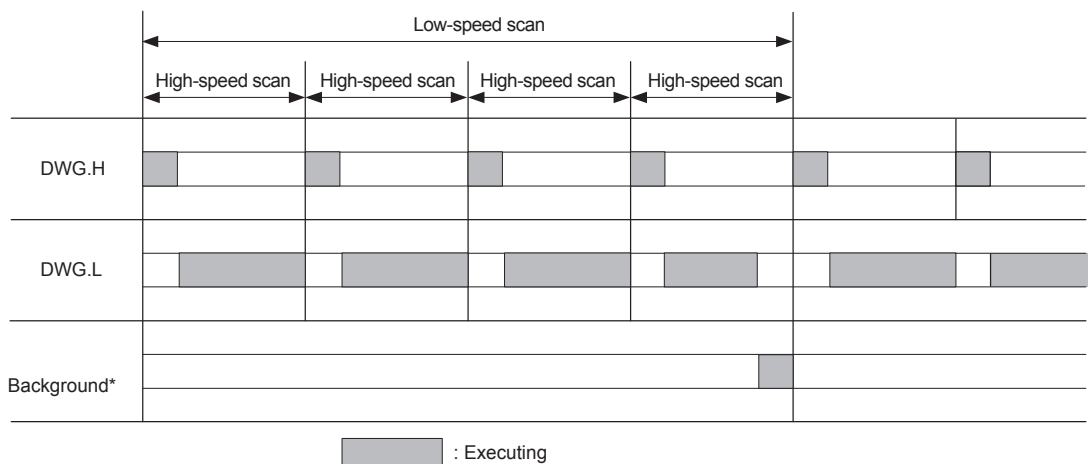 Low-speed scan
High-speed scan High-speed scan High-speed scan High-speed scan
DWG.H
DWG.L
Background*
: Executing